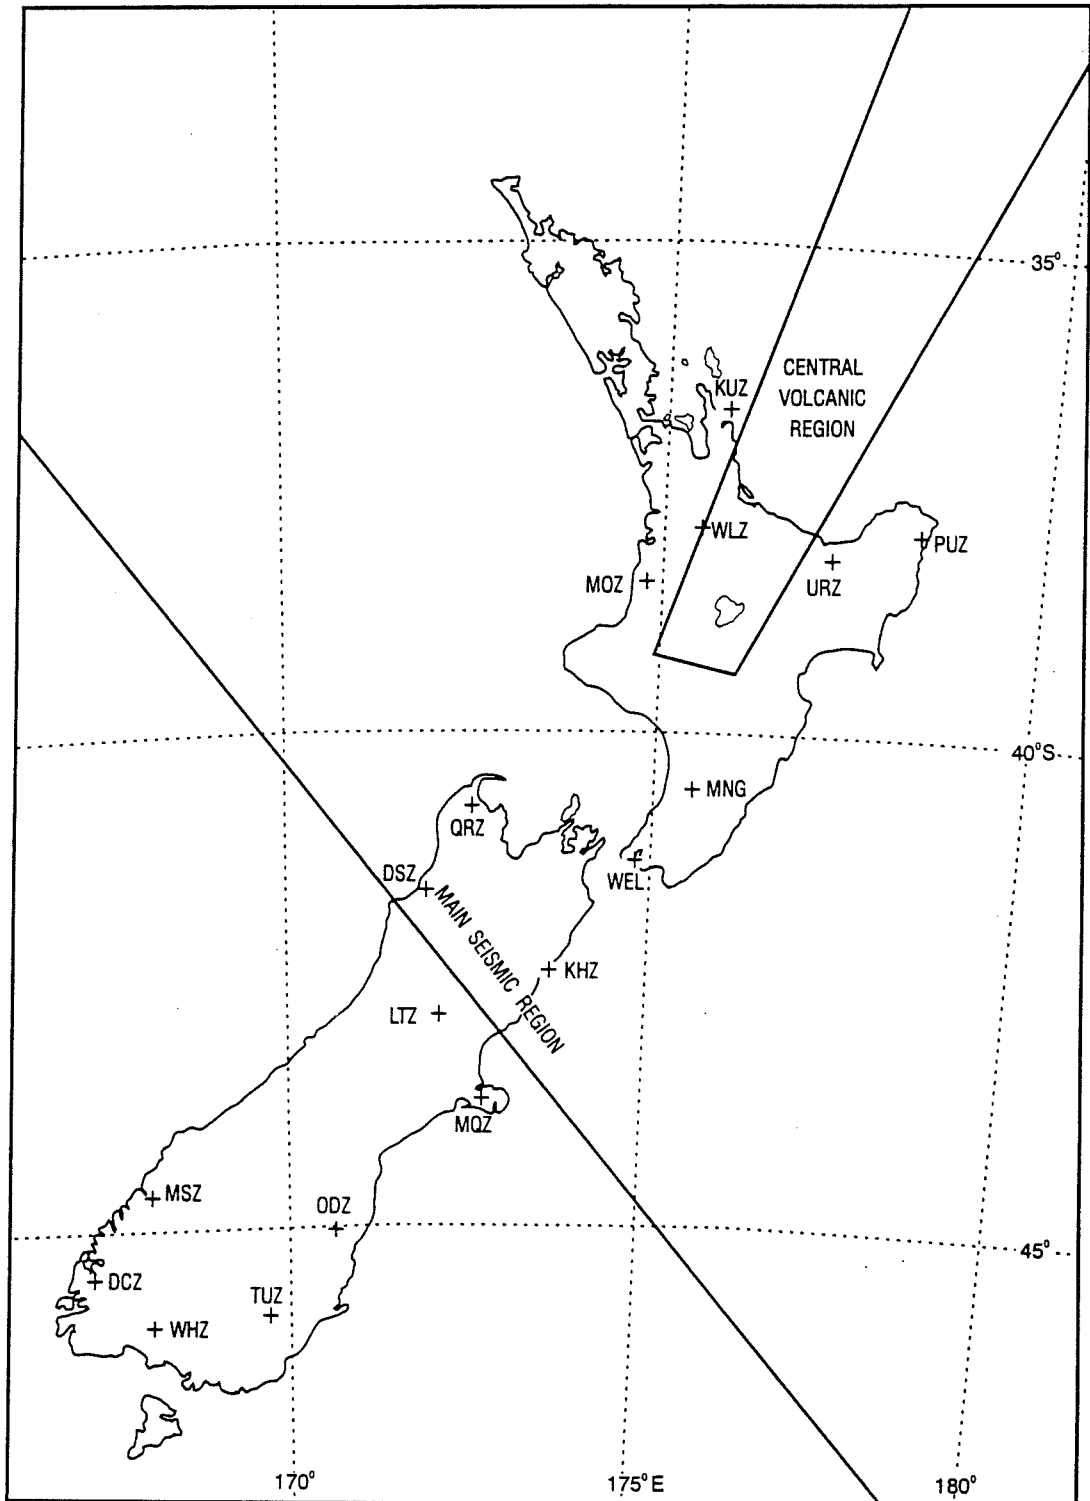 35°
CENTRAL
VOLCANIC
REGION
KUZ
WLZ
PUZ
MOZ
URZ
40°S
MNG
QRZ
DSZ
WEL
MAIN SEISMIC REGION
KHZ
LTZ
MQZ
MSZ
ODZ
45°
DCZ
TUZ
WHZ
170°
175°E
180°